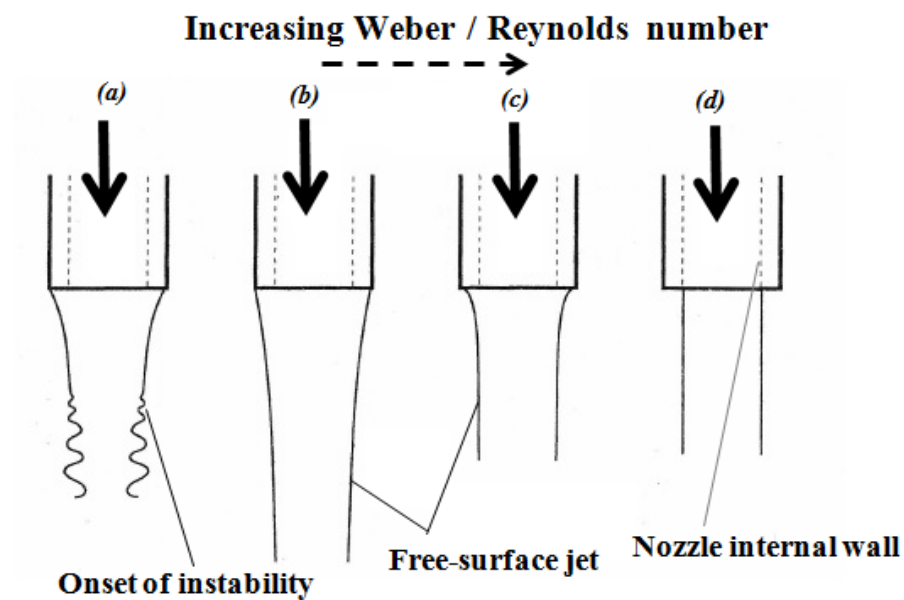 Increasing Weber / Reynolds number
(a)
(b)
(c)
(d)
Free-surface jet
Nozzle internal wall
Onset of instability